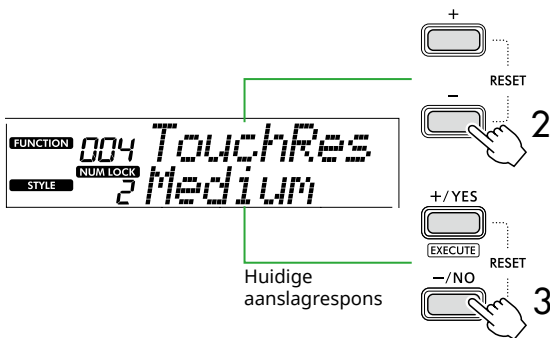 +
RESET
−
2
FUNCTION 004 TouchRes
NUM LOCK
STYLE 2 Medium
+/YES
EXECUTE
RESET
−/NO
3
Huidige
aanslagrespons